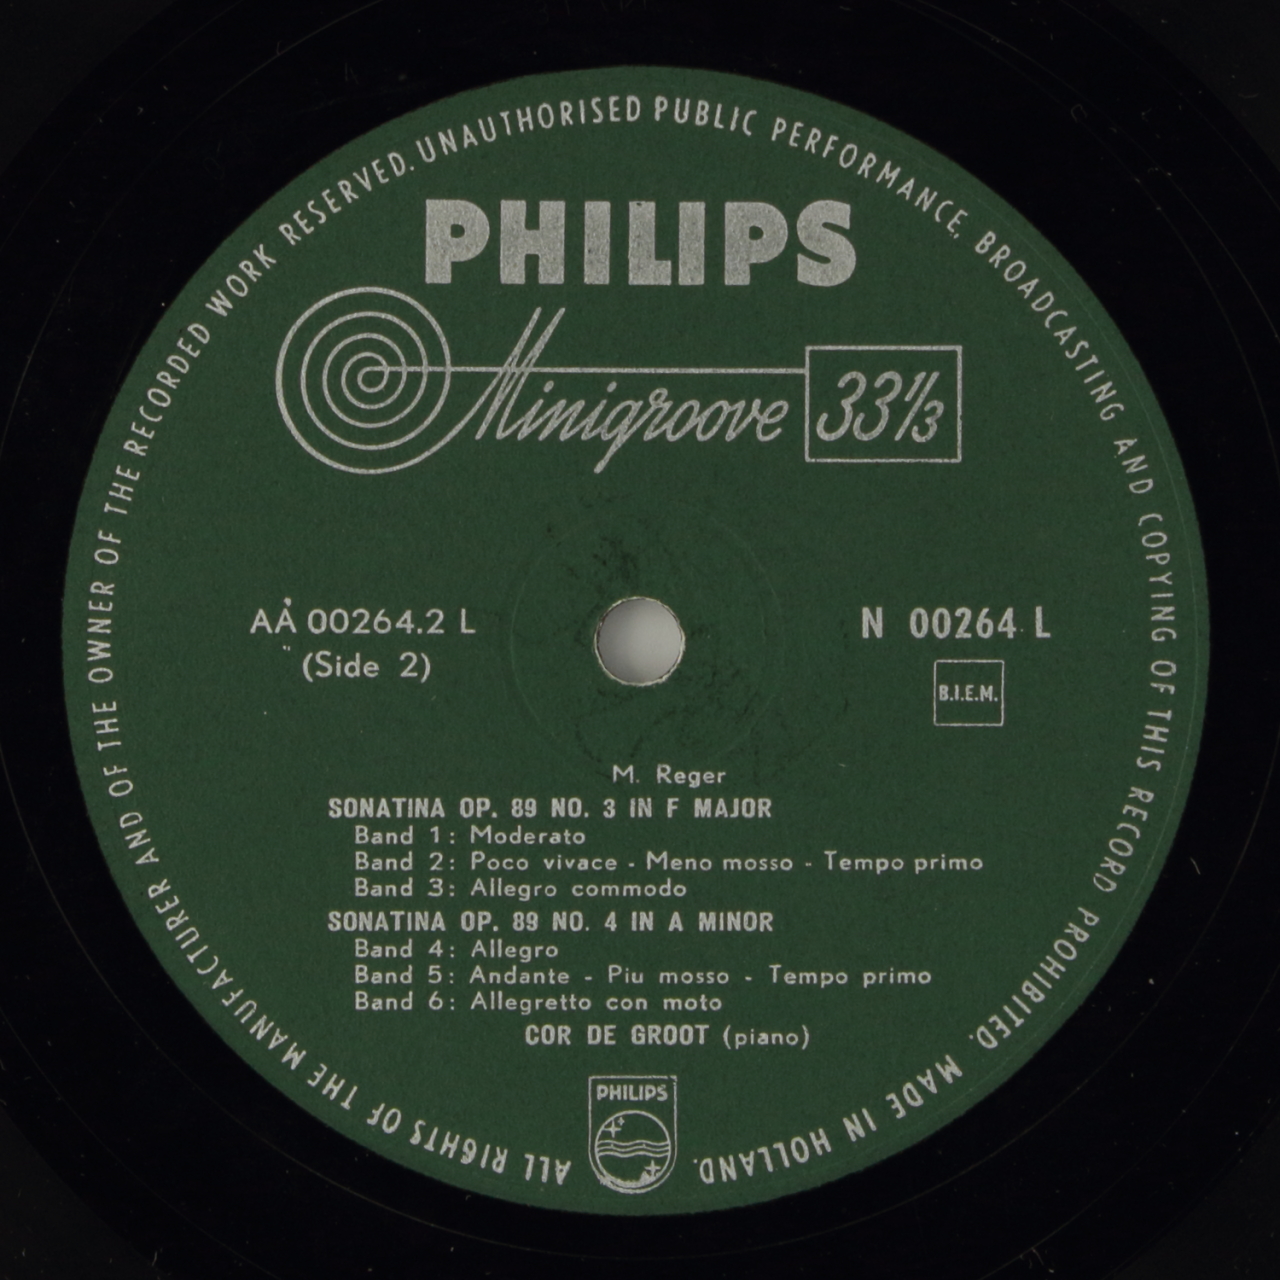 ALL RIGHTS OF THE MANUFACTURER AND OF THE OWNER OF THE RECORDED WORK RESERVED. UNAUTHORISED PUBLIC PERFORMANCE, BROADCASTING AND COPYING OF THIS RECORD PROHIBITED. MADE IN HOLLAND.
PHILIPS
Minigroove 33 1/3
AA 00264.2 L
(Side 2)
N 00264 L
B.I.E.M.
M. Reger
SONATINA OP. 89 NO. 3 IN F MAJOR
Band 1: Moderato
Band 2: Poco vivace - Meno mosso - Tempo primo
Band 3: Allegro commodo
SONATINA OP. 89 NO. 4 IN A MINOR
Band 4: Allegro
Band 5: Andante - Piu mosso - Tempo primo
Band 6: Allegretto con moto
COR DE GROOT (piano)
PHILIPS